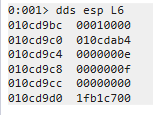 0:001> dds esp L6
010cd9bc  00010000
010cd9c0  010cdab4
010cd9c4  0000000e
010cd9c8  0000000f
010cd9cc  00000000
010cd9d0  1fb1c700